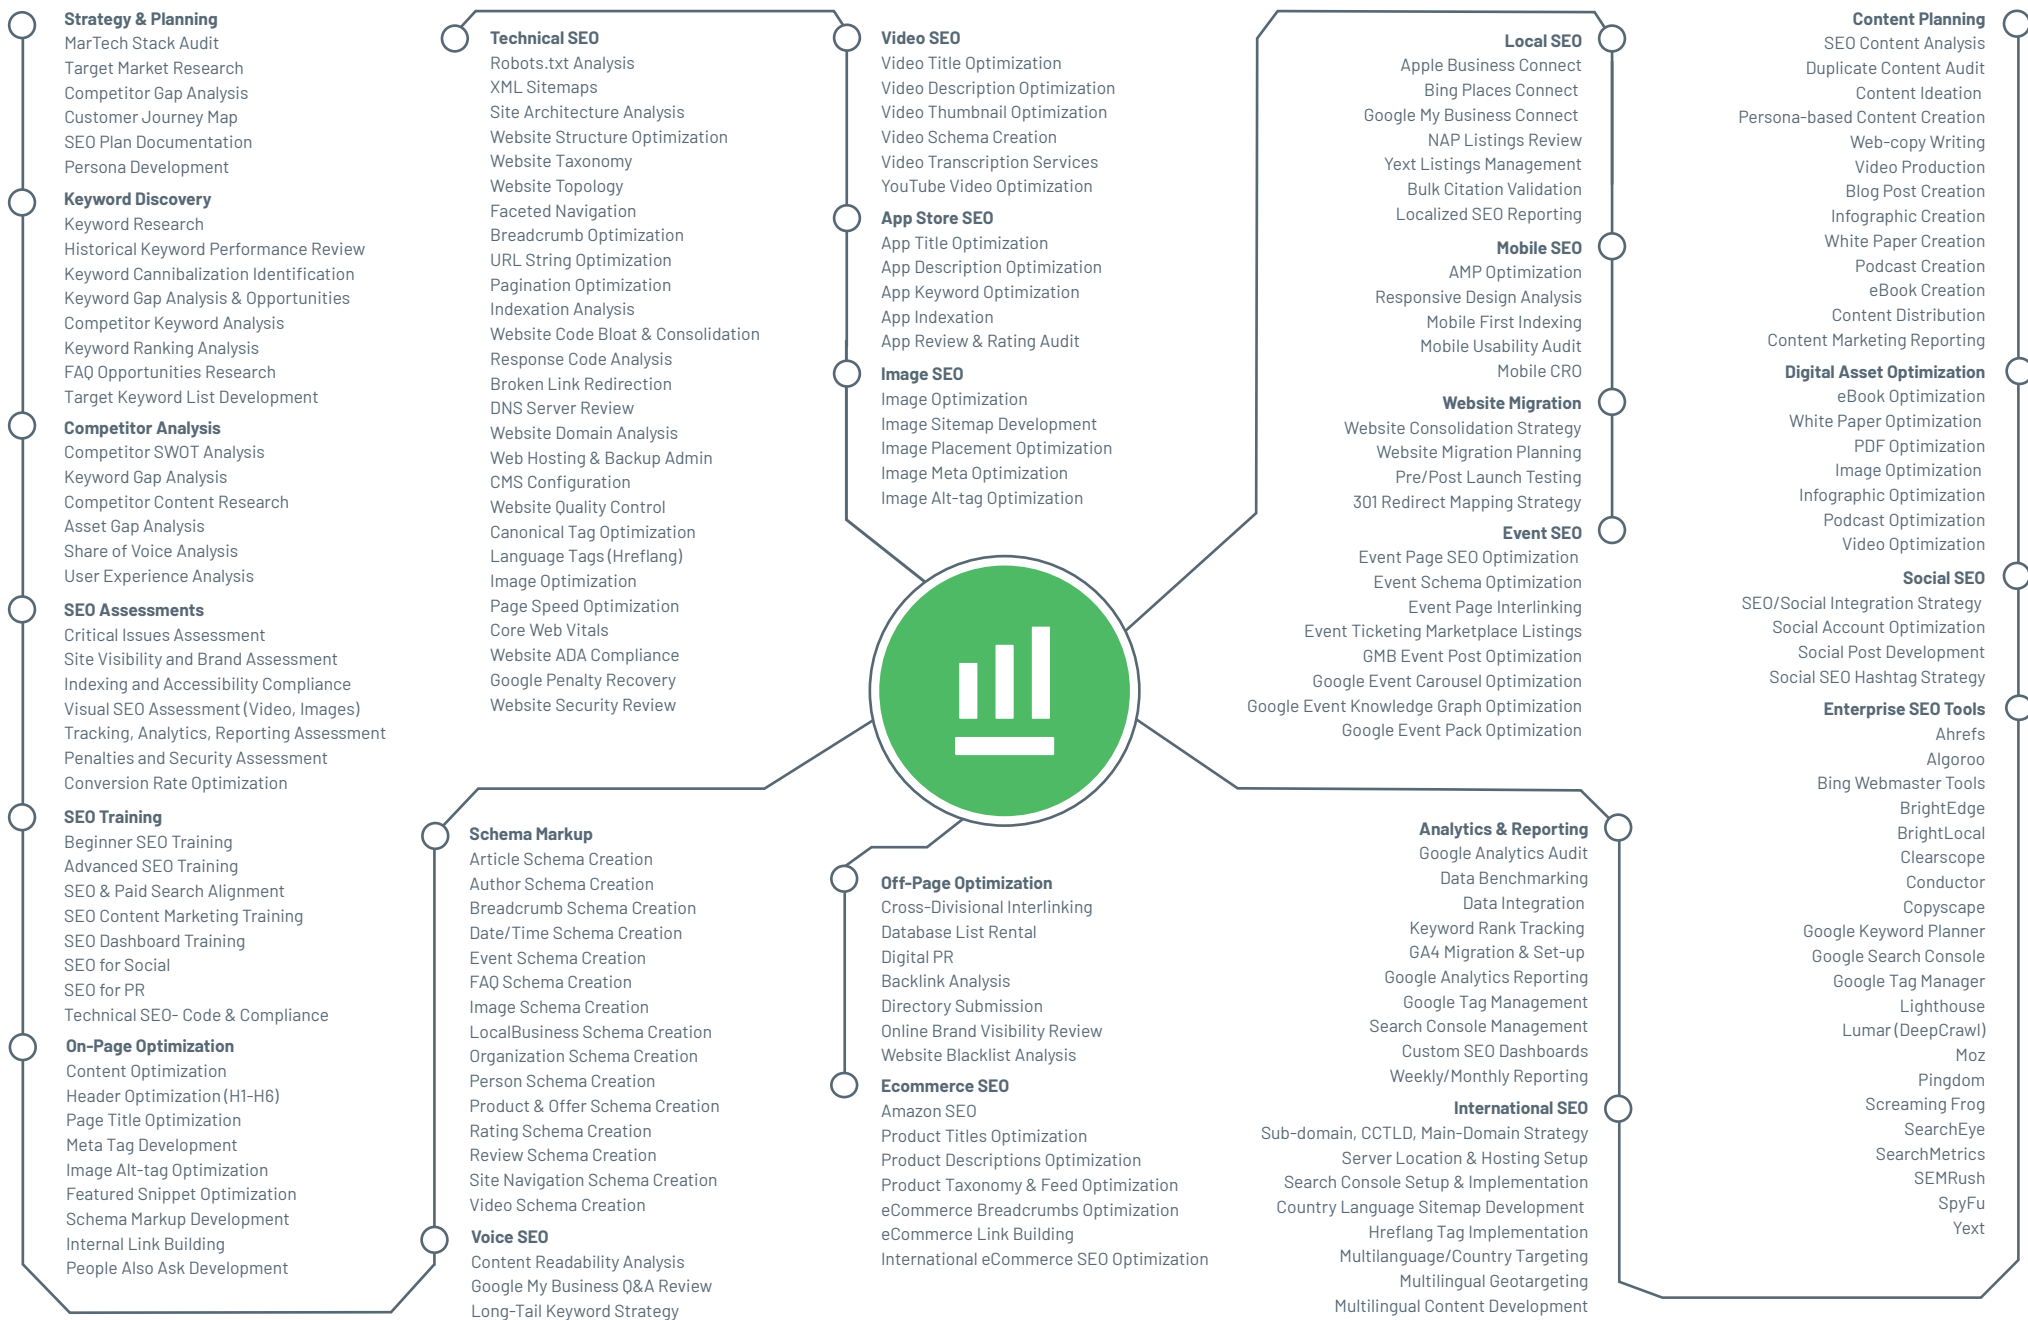 Strategy & Planning
MarTech Stack Audit
Target Market Research
Competitor Gap Analysis
Customer Journey Map
SEO Plan Documentation
Persona Development
Keyword Discovery
Keyword Research
Historical Keyword Performance Review
Keyword Cannibalization Identification
Keyword Gap Analysis & Opportunities
Competitor Keyword Analysis
Keyword Ranking Analysis
FAQ Opportunities Research
Target Keyword List Development
Competitor Analysis
Competitor SWOT Analysis
Keyword Gap Analysis
Competitor Content Research
Asset Gap Analysis
Share of Voice Analysis
User Experience Analysis
SEO Assessments
Critical Issues Assessment
Site Visibility and Brand Assessment
Indexing and Accessibility Compliance
Visual SEO Assessment (Video, Images)
Tracking, Analytics, Reporting Assessment
Penalties and Security Assessment
Conversion Rate Optimization
SEO Training
Beginner SEO Training
Advanced SEO Training
SEO & Paid Search Alignment
SEO Content Marketing Training
SEO Dashboard Training
SEO for Social
SEO for PR
Technical SEO- Code & Compliance
On-Page Optimization
Content Optimization
Header Optimization (H1-H6)
Page Title Optimization
Meta Tag Development
Image Alt-tag Optimization
Featured Snippet Optimization
Schema Markup Development
Internal Link Building
People Also Ask Development
Technical SEO
Robots.txt Analysis
XML Sitemaps
Site Architecture Analysis
Website Structure Optimization
Website Taxonomy
Website Topology
Faceted Navigation
Breadcrumb Optimization
URL String Optimization
Pagination Optimization
Indexation Analysis
Website Code Bloat & Consolidation
Response Code Analysis
Broken Link Redirection
DNS Server Review
Website Domain Analysis
Web Hosting & Backup Admin
CMS Configuration
Website Quality Control
Canonical Tag Optimization
Language Tags (Hreflang)
Image Optimization
Page Speed Optimization
Core Web Vitals
Website ADA Compliance
Google Penalty Recovery
Website Security Review
Schema Markup
Article Schema Creation
Author Schema Creation
Breadcrumb Schema Creation
Date/Time Schema Creation
Event Schema Creation
FAQ Schema Creation
Image Schema Creation
LocalBusiness Schema Creation
Organization Schema Creation
Person Schema Creation
Product & Offer Schema Creation
Rating Schema Creation
Review Schema Creation
Site Navigation Schema Creation
Video Schema Creation
Voice SEO
Content Readability Analysis
Google My Business Q&A Review
Long-Tail Keyword Strategy
Video SEO
Video Title Optimization
Video Description Optimization
Video Thumbnail Optimization
Video Schema Creation
Video Transcription Services
YouTube Video Optimization
App Store SEO
App Title Optimization
App Description Optimization
App Keyword Optimization
App Indexation
App Review & Rating Audit
Image SEO
Image Optimization
Image Sitemap Development
Image Placement Optimization
Image Meta Optimization
Image Alt-tag Optimization
Off-Page Optimization
Cross-Divisional Interlinking
Database List Rental
Digital PR
Backlink Analysis
Directory Submission
Online Brand Visibility Review
Website Blacklist Analysis
Ecommerce SEO
Amazon SEO
Product Titles Optimization
Product Descriptions Optimization
Product Taxonomy & Feed Optimization
eCommerce Breadcrumbs Optimization
eCommerce Link Building
International eCommerce SEO Optimization
Local SEO
Apple Business Connect
Bing Places Connect
Google My Business Connect
NAP Listings Review
Yext Listings Management
Bulk Citation Validation
Localized SEO Reporting
Mobile SEO
AMP Optimization
Responsive Design Analysis
Mobile First Indexing
Mobile Usability Audit
Mobile CRO
Website Migration
Website Consolidation Strategy
Website Migration Planning
Pre/Post Launch Testing
301 Redirect Mapping Strategy
Event SEO
Event Page SEO Optimization
Event Schema Optimization
Event Page Interlinking
Event Ticketing Marketplace Listings
GMB Event Post Optimization
Google Event Carousel Optimization
Google Event Knowledge Graph Optimization
Google Event Pack Optimization
Analytics & Reporting
Google Analytics Audit
Data Benchmarking
Data Integration
Keyword Rank Tracking
GA4 Migration & Set-up
Google Analytics Reporting
Google Tag Management
Search Console Management
Custom SEO Dashboards
Weekly/Monthly Reporting
International SEO
Sub-domain, CCTLD, Main-Domain Strategy
Server Location & Hosting Setup
Search Console Setup & Implementation
Country Language Sitemap Development
Hreflang Tag Implementation
Multilanguage/Country Targeting
Multilingual Geotargeting
Multilingual Content Development
Content Planning
SEO Content Analysis
Duplicate Content Audit
Content Ideation
Persona-based Content Creation
Web-copy Writing
Video Production
Blog Post Creation
Infographic Creation
White Paper Creation
Podcast Creation
eBook Creation
Content Distribution
Content Marketing Reporting
Digital Asset Optimization
eBook Optimization
White Paper Optimization
PDF Optimization
Image Optimization
Infographic Optimization
Podcast Optimization
Video Optimization
Social SEO
SEO/Social Integration Strategy
Social Account Optimization
Social Post Development
Social SEO Hashtag Strategy
Enterprise SEO Tools
Ahrefs
Algoroo
Bing Webmaster Tools
BrightEdge
BrightLocal
Clearscope
Conductor
Copyscape
Google Keyword Planner
Google Search Console
Google Tag Manager
Lighthouse
Lumar (DeepCrawl)
Moz
Pingdom
Screaming Frog
SearchEye
SearchMetrics
SEMRush
SpyFu
Yext